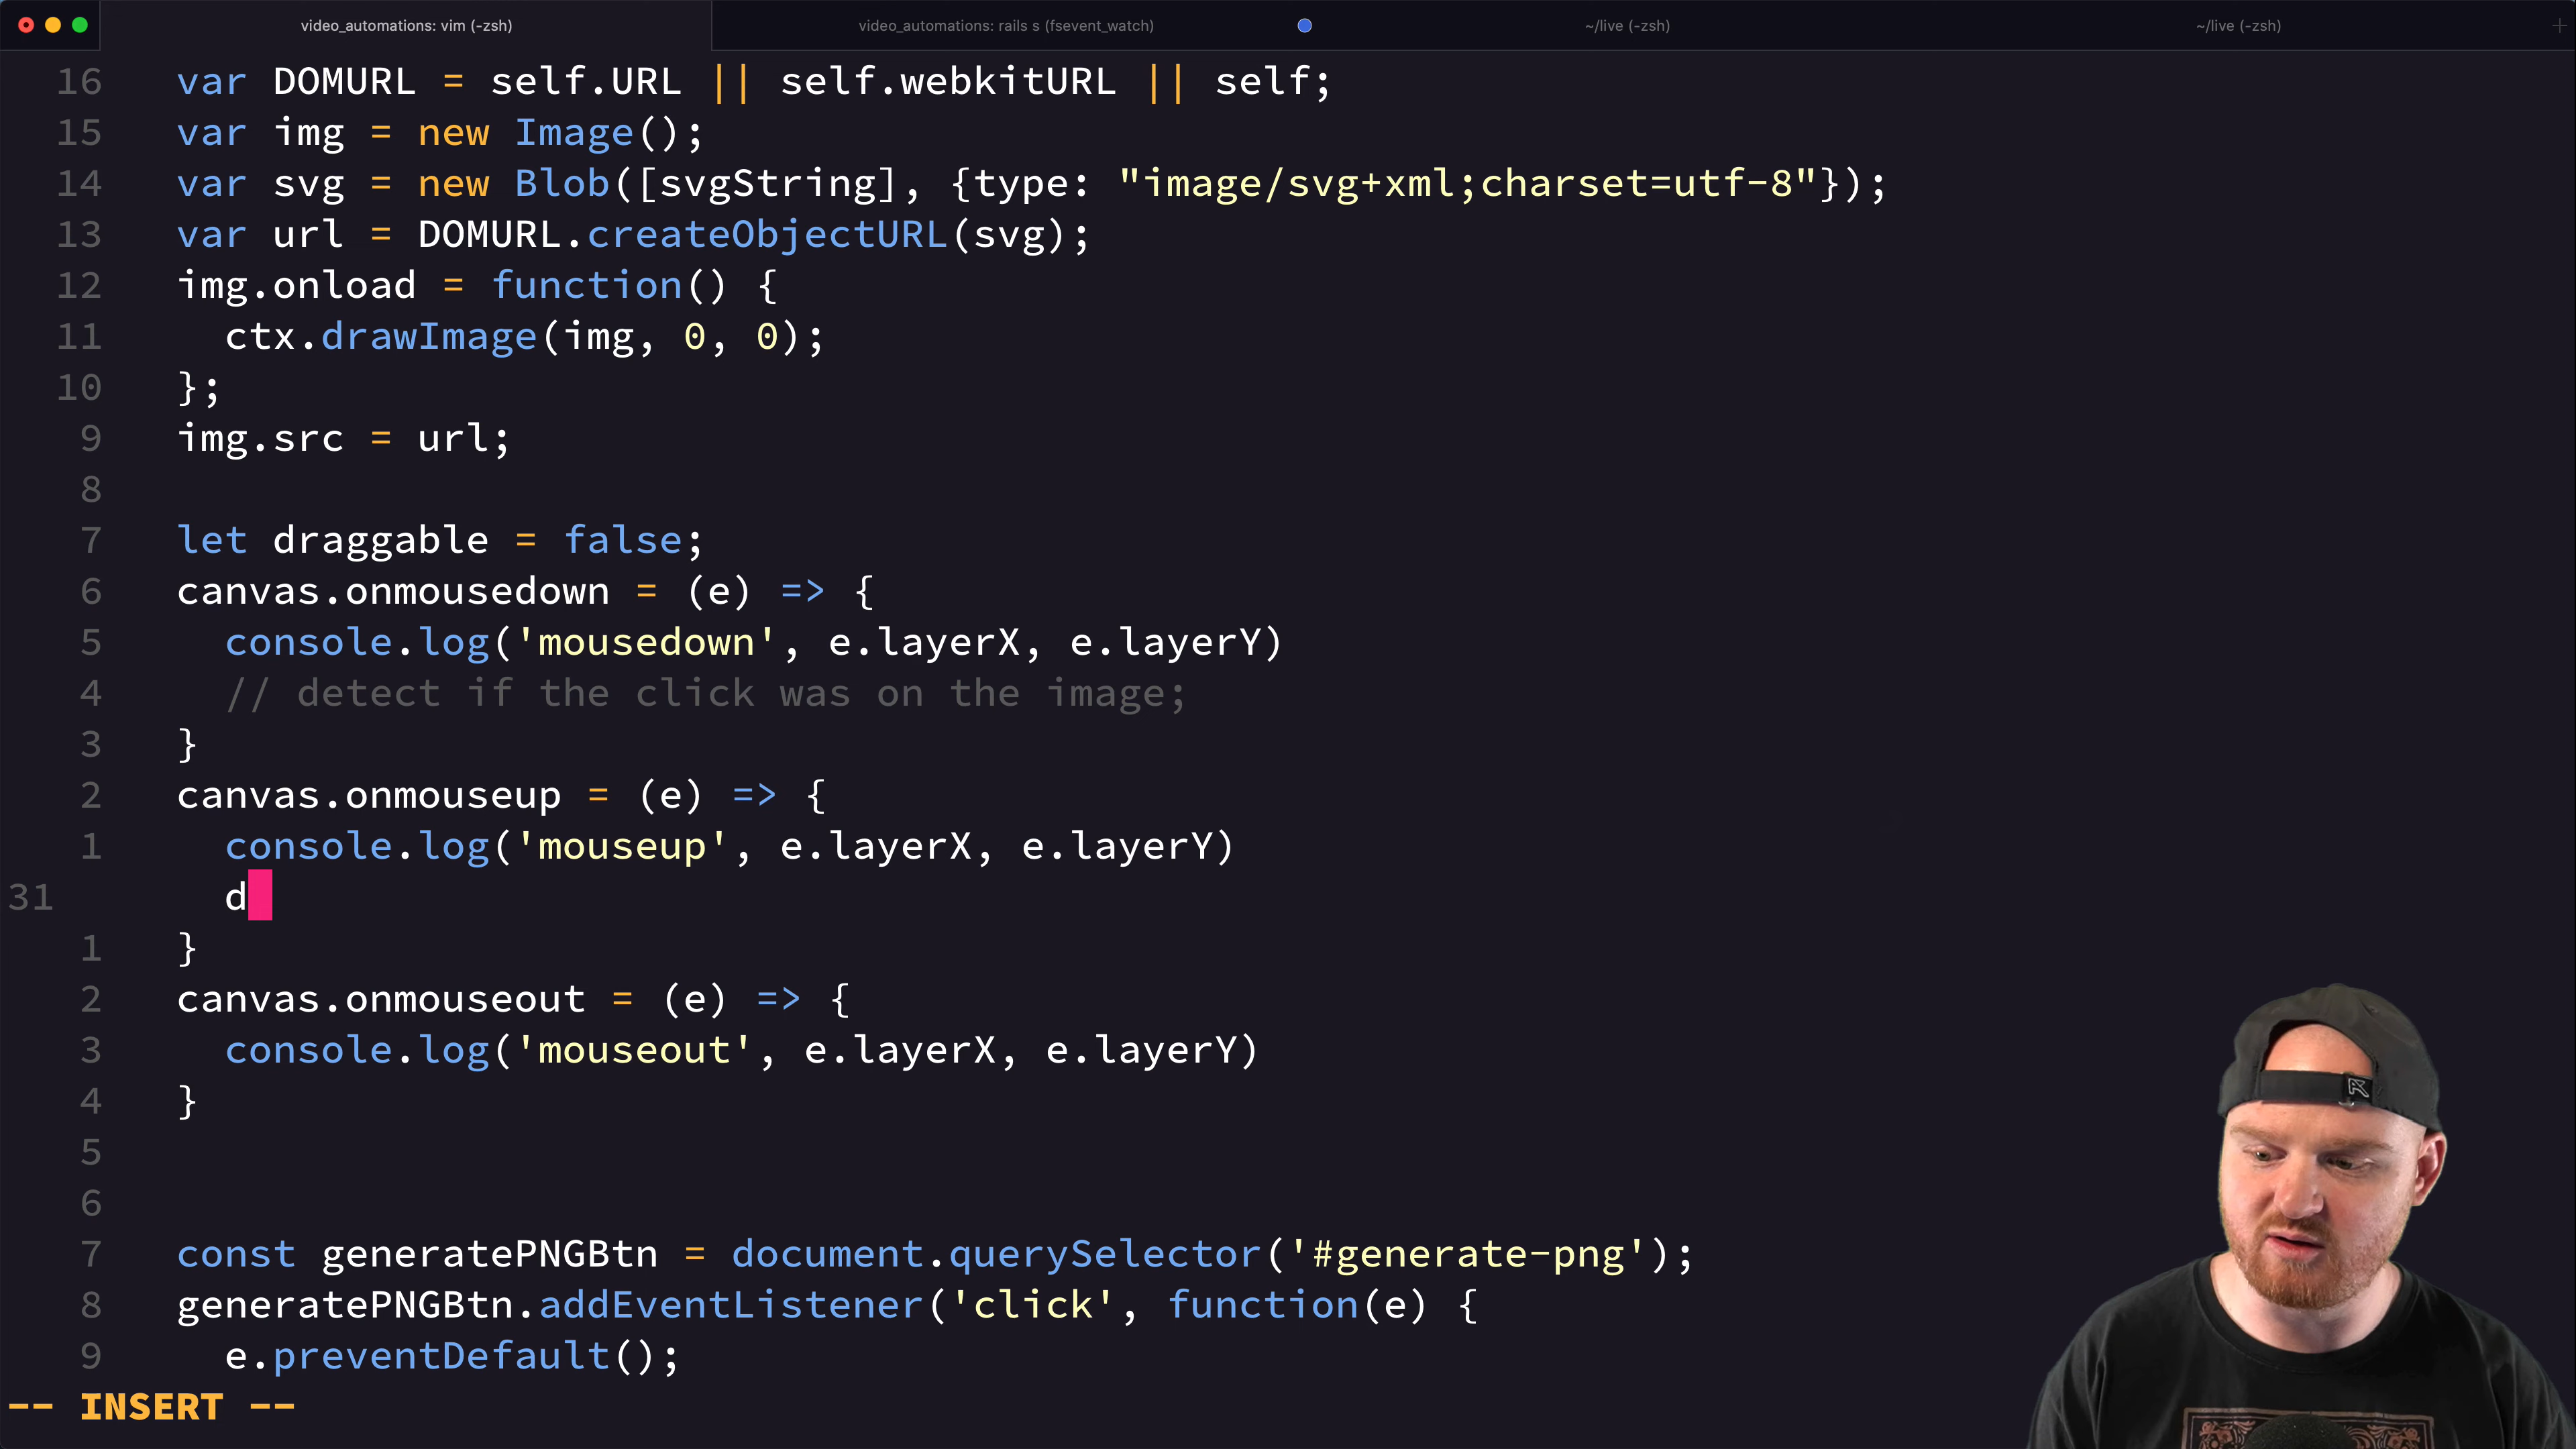 video_automations: vim (-zsh)
video_automations: rails s (fsevent_watch)
~/live (-zsh)
~/live (-zsh)
16 var DOMURL = self.URL || self.webkitURL || self;
15 var img = new Image();
14 var svg = new Blob([svgString], {type: "image/svg+xml;charset=utf-8"});
13 var url = DOMURL.createObjectURL(svg);
12 img.onload = function() {
11 ctx.drawImage(img, 0, 0);
10 };
9 img.src = url;
8
7 let draggable = false;
6 canvas.onmousedown = (e) => {
5 console.log('mousedown', e.layerX, e.layerY)
4 // detect if the click was on the image;
3 }
2 canvas.onmouseup = (e) => {
1 console.log('mouseup', e.layerX, e.layerY)
31 d
1 }
2 canvas.onmouseout = (e) => {
3 console.log('mouseout', e.layerX, e.layerY)
4 }
5
6
7 const generatePNGBtn = document.querySelector('#generate-png');
8 generatePNGBtn.addEventListener('click', function(e) {
9 e.preventDefault();
-- INSERT --